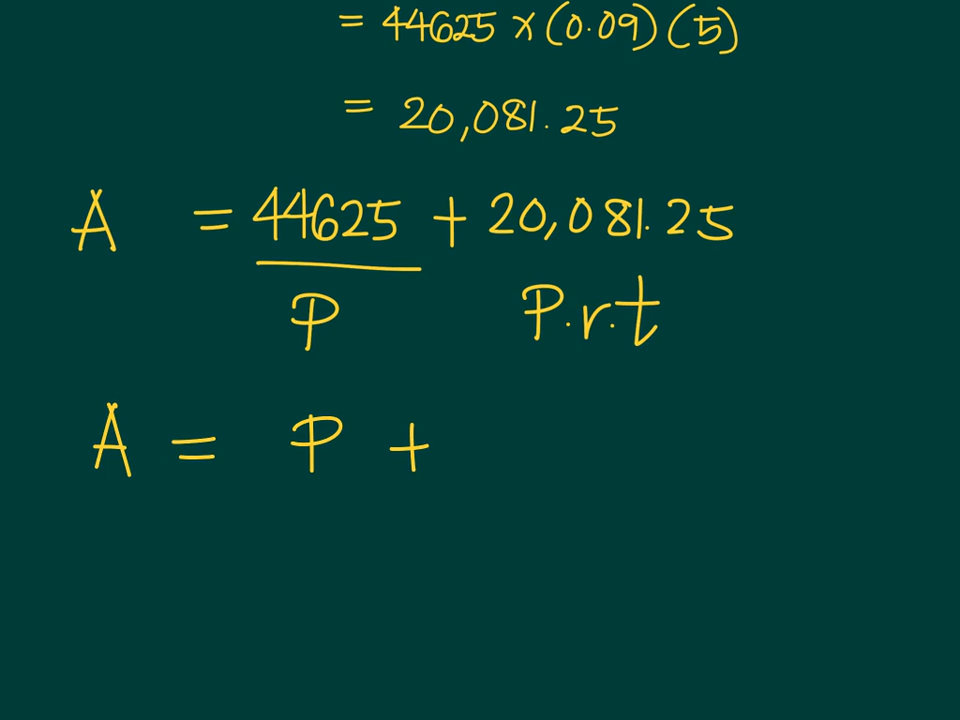 = 44625 x (0.09) (5)
= 20,081.25
A = 44625 + 20,081.25
P P.r.t
A = P +